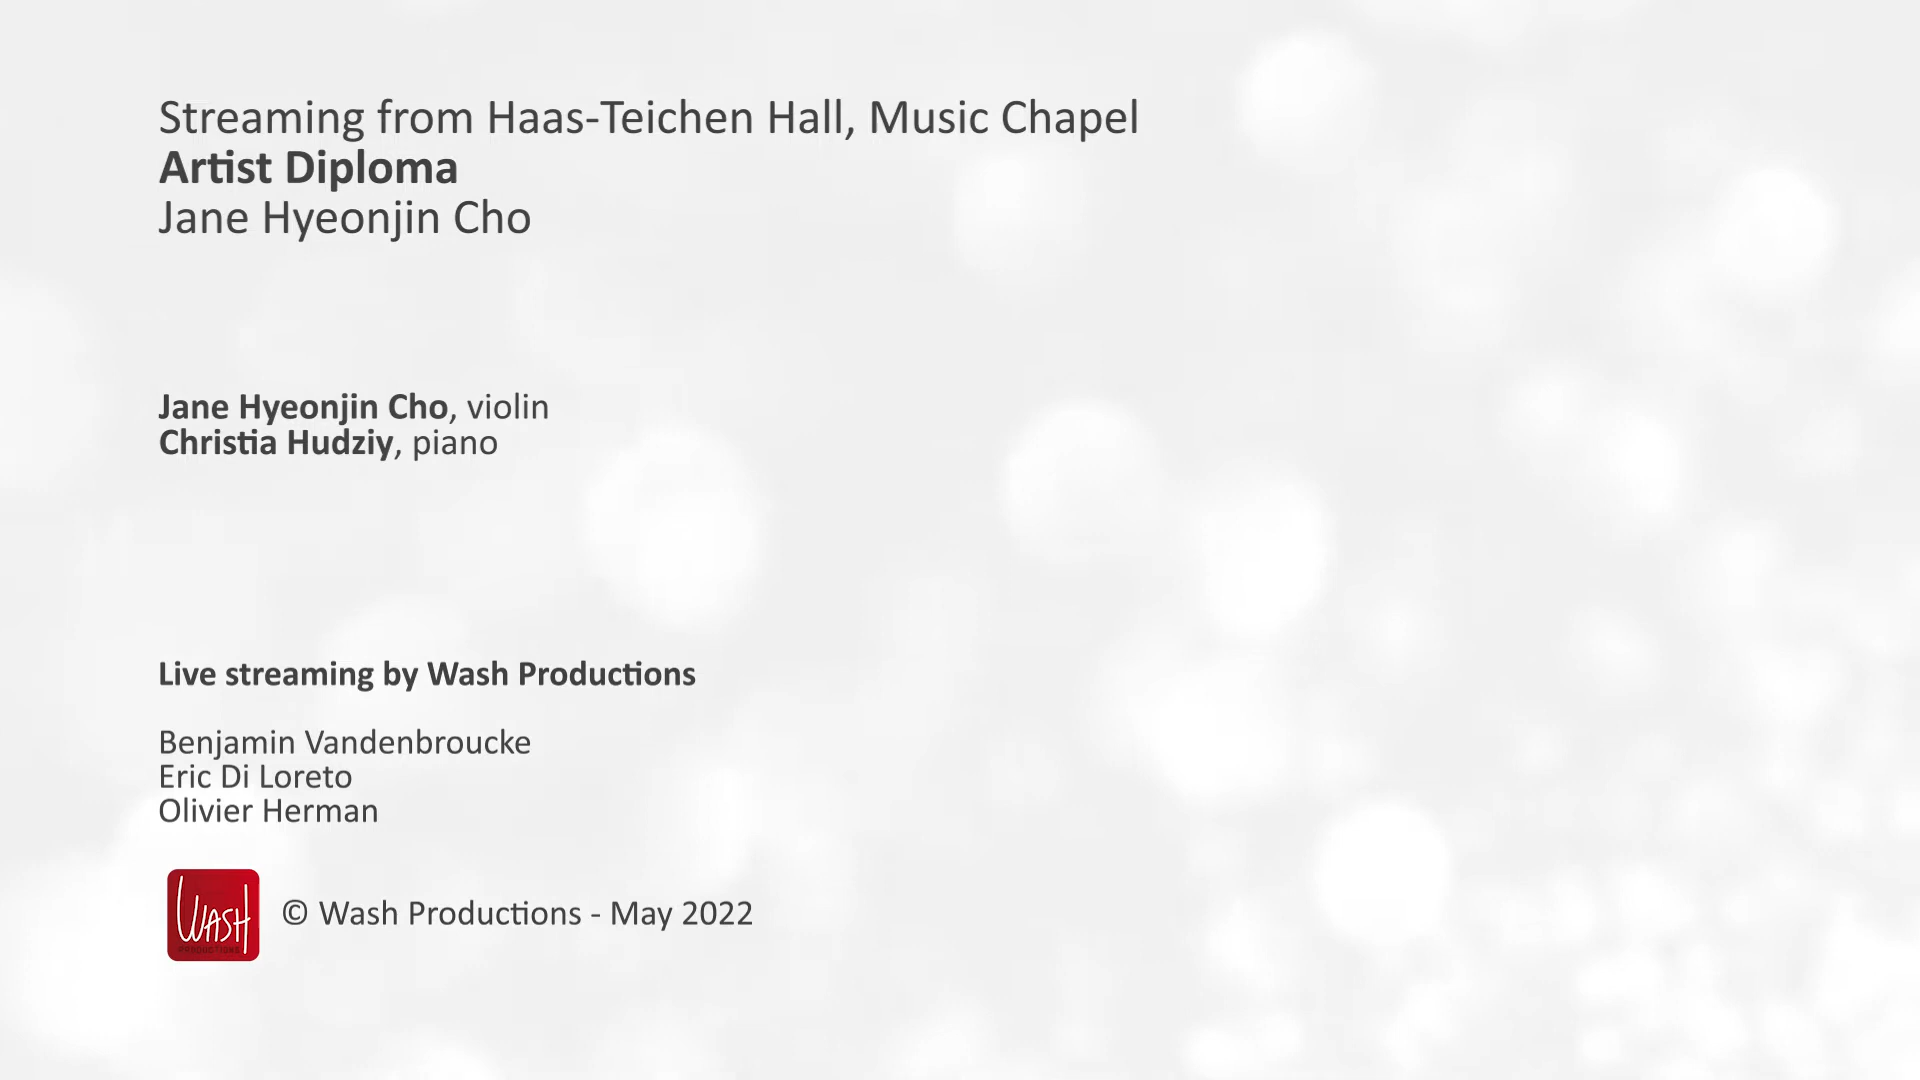 Streaming from Haas-Teichen Hall, Music Chapel
Artist Diploma
Jane Hyeonjin Cho
Jane Hyeonjin Cho, violin
Christia Hudziy, piano
Live streaming by Wash Productions
Benjamin Vandenbroucke
Eric Di Loreto
Olivier Herman
WASH
PRODUCTIONS
© Wash Productions - May 2022